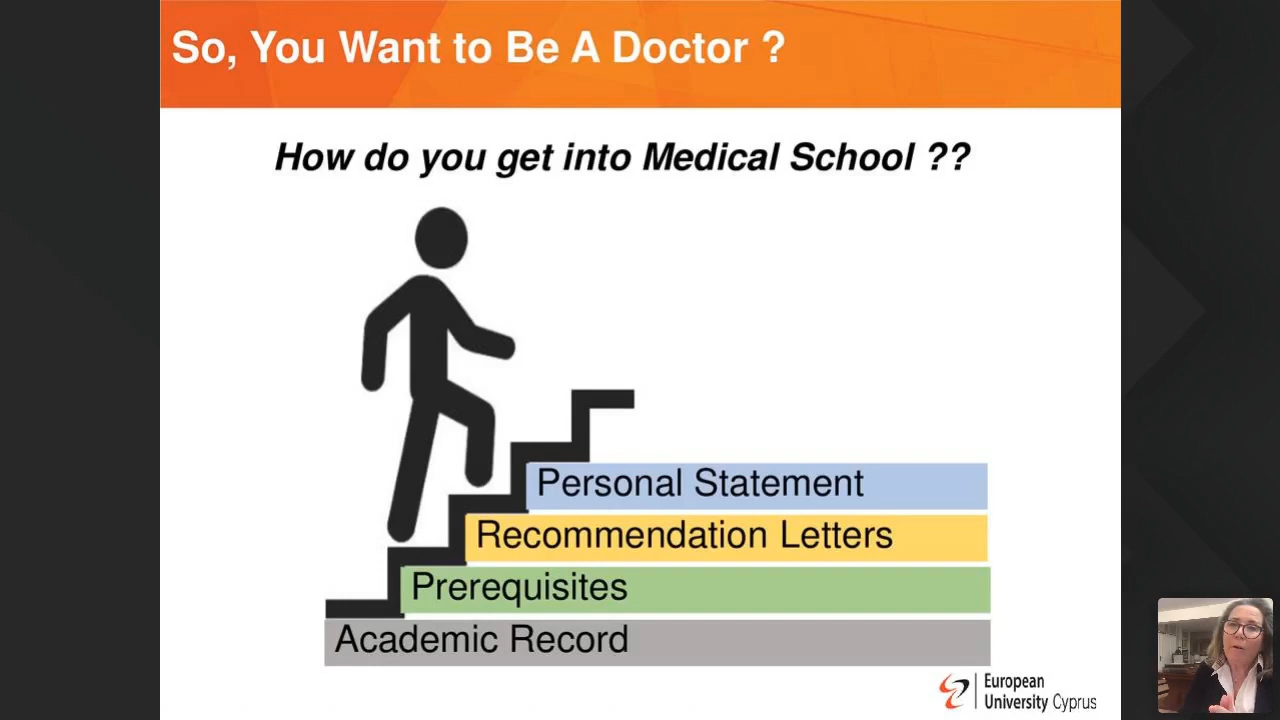 So, You Want to Be A Doctor ?
How do you get into Medical School ??
Personal Statement
Recommendation Letters
Prerequisites
Academic Record
European
University Cyprus